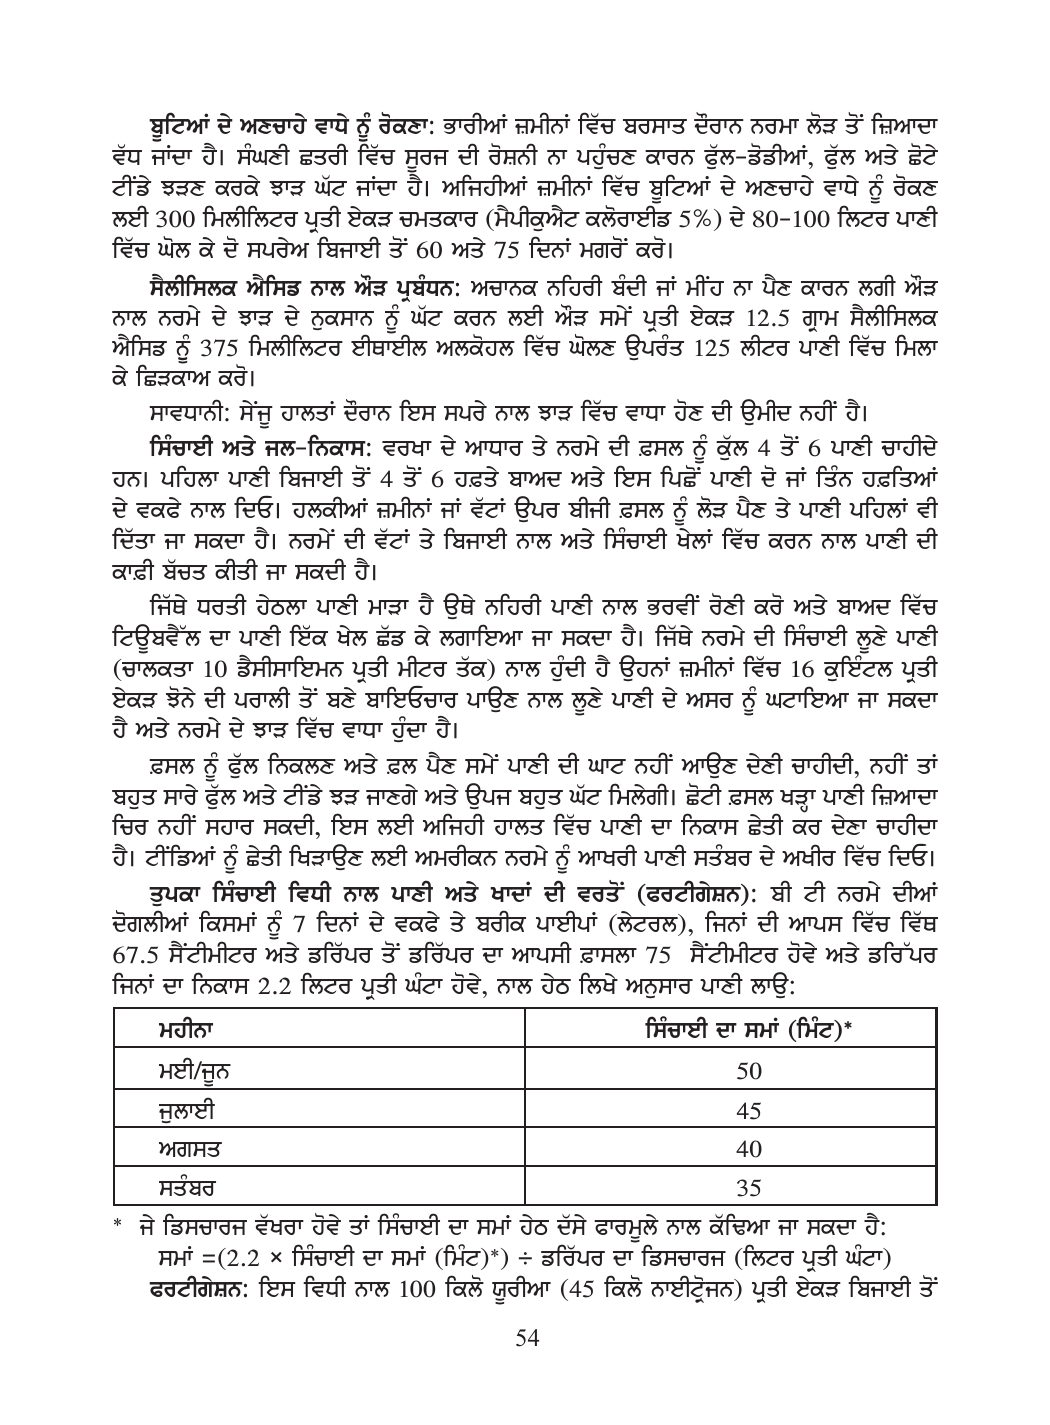 ਬੂਟਿਆਂ ਦੇ ਅਣਚਾਹੇ ਵਾਧੇ ਨੂੰ ਰੋਕਣਾ: ਭਾਰੀਆਂ ਜ਼ਮੀਨਾਂ ਵਿੱਚ ਬਰਸਾਤ ਦੌਰਾਨ ਨਰਮਾ ਲੋੜ ਤੋਂ ਜ਼ਿਆਦਾ
ਵੱਧ ਜਾਂਦਾ ਹੈ। ਸੰਘਣੀ ਛਤਰੀ ਵਿੱਚ ਸੂਰਜ ਦੀ ਰੋਸ਼ਨੀ ਨਾ ਪਹੁੰਚਣ ਕਾਰਨ ਫੁੱਲ-ਡੋਡੀਆਂ, ਫੁੱਲ ਅਤੇ ਛੋਟੇ
ਟੀਂਡੇ ਝੜਣ ਕਰਕੇ ਝਾੜ ਘੱਟ ਜਾਂਦਾ ਹੈ। ਅਜਿਹੀਆਂ ਜ਼ਮੀਨਾਂ ਵਿੱਚ ਬੂਟਿਆਂ ਦੇ ਅਣਚਾਹੇ ਵਾਧੇ ਨੂੰ ਰੋਕਣ
ਲਈ 300 ਮਿਲੀਲਿਟਰ ਪ੍ਰਤੀ ਏਕੜ ਚਮਤਕਾਰ (ਮੈਪੀਕੁਐਟ ਕਲੋਰਾਈਡ 5%) ਦੇ 80-100 ਲਿਟਰ ਪਾਣੀ
ਵਿੱਚ ਘੋਲ ਕੇ ਦੋ ਸਪਰੇਅ ਬਿਜਾਈ ਤੋਂ 60 ਅਤੇ 75 ਦਿਨਾਂ ਮਗਰੋਂ ਕਰੋ।
ਸੈਲੀਸਿਲਕ ਐਸਿਡ ਨਾਲ ਔੜ ਪ੍ਰਬੰਧਨ: ਅਚਾਨਕ ਨਹਿਰੀ ਬੰਦੀ ਜਾਂ ਮੀਂਹ ਨਾ ਪੈਣ ਕਾਰਨ ਲਗੀ ਔੜ
ਨਾਲ ਨਰਮੇ ਦੇ ਝਾੜ ਦੇ ਨੁਕਸਾਨ ਨੂੰ ਘੱਟ ਕਰਨ ਲਈ ਔੜ ਸਮੇਂ ਪ੍ਰਤੀ ਏਕੜ 12.5 ਗ੍ਰਾਮ ਸੈਲੀਸਿਲਕ
ਐਸਿਡ ਨੂੰ 375 ਮਿਲੀਲਿਟਰ ਈਥਾਈਲ ਅਲਕੋਹਲ ਵਿੱਚ ਘੋਲਣ ਉਪਰੰਤ 125 ਲੀਟਰ ਪਾਣੀ ਵਿੱਚ ਮਿਲਾ
ਕੇ ਛਿੜਕਾਅ ਕਰੋ।
ਸਾਵਧਾਨੀ: ਸੇਂਜੂ ਹਾਲਤਾਂ ਦੌਰਾਨ ਇਸ ਸਪਰੇ ਨਾਲ ਝਾੜ ਵਿੱਚ ਵਾਧਾ ਹੋਣ ਦੀ ਉਮੀਦ ਨਹੀਂ ਹੈ।
ਸਿੰਚਾਈ ਅਤੇ ਜਲ-ਨਿਕਾਸ: ਵਰਖਾ ਦੇ ਆਧਾਰ ਤੇ ਨਰਮੇ ਦੀ ਫ਼ਸਲ ਨੂੰ ਕੁੱਲ 4 ਤੋਂ 6 ਪਾਣੀ ਚਾਹੀਦੇ
ਹਨ। ਪਹਿਲਾ ਪਾਣੀ ਬਿਜਾਈ ਤੋਂ 4 ਤੋਂ 6 ਹਫ਼ਤੇ ਬਾਅਦ ਅਤੇ ਇਸ ਪਿਛੋਂ ਪਾਣੀ ਦੋ ਜਾਂ ਤਿੰਨ ਹਫ਼ਤਿਆਂ
ਦੇ ਵਕਫੇ ਨਾਲ ਦਿਓ। ਹਲਕੀਆਂ ਜ਼ਮੀਨਾਂ ਜਾਂ ਵੱਟਾਂ ਉਪਰ ਬੀਜੀ ਫ਼ਸਲ ਨੂੰ ਲੋੜ ਪੈਣ ਤੇ ਪਾਣੀ ਪਹਿਲਾਂ ਵੀ
ਦਿੱਤਾ ਜਾ ਸਕਦਾ ਹੈ। ਨਰਮੇਂ ਦੀ ਵੱਟਾਂ ਤੇ ਬਿਜਾਈ ਨਾਲ ਅਤੇ ਸਿੰਚਾਈ ਖੇਲਾਂ ਵਿੱਚ ਕਰਨ ਨਾਲ ਪਾਣੀ ਦੀ
ਕਾਫ਼ੀ ਬੱਚਤ ਕੀਤੀ ਜਾ ਸਕਦੀ ਹੈ।
ਜਿੱਥੇ ਧਰਤੀ ਹੇਠਲਾ ਪਾਣੀ ਮਾੜਾ ਹੈ ਉਥੇ ਨਹਿਰੀ ਪਾਣੀ ਨਾਲ ਭਰਵੀਂ ਰੋਣੀ ਕਰੋ ਅਤੇ ਬਾਅਦ ਵਿੱਚ
ਟਿਊਬਵੈੱਲ ਦਾ ਪਾਣੀ ਇੱਕ ਖੇਲ ਛੱਡ ਕੇ ਲਗਾਇਆ ਜਾ ਸਕਦਾ ਹੈ। ਜਿੱਥੇ ਨਰਮੇ ਦੀ ਸਿੰਚਾਈ ਲੂਣੇ ਪਾਣੀ
(ਚਾਲਕਤਾ 10 ਡੈਸੀਸਾਇਮਨ ਪ੍ਰਤੀ ਮੀਟਰ ਤੱਕ) ਨਾਲ ਹੁੰਦੀ ਹੈ ਉਹਨਾਂ ਜ਼ਮੀਨਾਂ ਵਿੱਚ 16 ਕੁਇੰਟਲ ਪ੍ਰਤੀ
ਏਕੜ ਝੋਨੇ ਦੀ ਪਰਾਲੀ ਤੋਂ ਬਣੇ ਬਾਇਓਚਾਰ ਪਾਉਣ ਨਾਲ ਲੂਣੇ ਪਾਣੀ ਦੇ ਅਸਰ ਨੂੰ ਘਟਾਇਆ ਜਾ ਸਕਦਾ
ਹੈ ਅਤੇ ਨਰਮੇ ਦੇ ਝਾੜ ਵਿੱਚ ਵਾਧਾ ਹੁੰਦਾ ਹੈ।
ਫ਼ਸਲ ਨੂੰ ਫੁੱਲ ਨਿਕਲਣ ਅਤੇ ਫ਼ਲ ਪੈਣ ਸਮੇਂ ਪਾਣੀ ਦੀ ਘਾਟ ਨਹੀਂ ਆਉਣ ਦੇਣੀ ਚਾਹੀਦੀ, ਨਹੀਂ ਤਾਂ
ਬਹੁਤ ਸਾਰੇ ਫੁੱਲ ਅਤੇ ਟੀਂਡੇ ਝੜ ਜਾਣਗੇ ਅਤੇ ਉਪਜ ਬਹੁਤ ਘੱਟ ਮਿਲੇਗੀ। ਛੋਟੀ ਫ਼ਸਲ ਖੜ੍ਹਾ ਪਾਣੀ ਜ਼ਿਆਦਾ
ਚਿਰ ਨਹੀਂ ਸਹਾਰ ਸਕਦੀ, ਇਸ ਲਈ ਅਜਿਹੀ ਹਾਲਤ ਵਿੱਚ ਪਾਣੀ ਦਾ ਨਿਕਾਸ ਛੇਤੀ ਕਰ ਦੇਣਾ ਚਾਹੀਦਾ
ਹੈ। ਟੀਂਡਿਆਂ ਨੂੰ ਛੇਤੀ ਖਿੜਾਉਣ ਲਈ ਅਮਰੀਕਨ ਨਰਮੇ ਨੂੰ ਆਖਰੀ ਪਾਣੀ ਸਤੰਬਰ ਦੇ ਅਖੀਰ ਵਿੱਚ ਦਿਓ।
ਤੁਪਕਾ ਸਿੰਚਾਈ ਵਿਧੀ ਨਾਲ ਪਾਣੀ ਅਤੇ ਖਾਦਾਂ ਦੀ ਵਰਤੋਂ (ਫਰਟੀਗੇਸ਼ਨ): ਬੀ ਟੀ ਨਰਮੇ ਦੀਆਂ
ਦੋਗਲੀਆਂ ਕਿਸਮਾਂ ਨੂੰ 7 ਦਿਨਾਂ ਦੇ ਵਕਫੇ ਤੇ ਬਰੀਕ ਪਾਈਪਾਂ (ਲੇਟਰਲ), ਜਿਨਾਂ ਦੀ ਆਪਸ ਵਿੱਚ ਵਿੱਥ
67.5 ਸੈਂਟੀਮੀਟਰ ਅਤੇ ਡਰਿੱਪਰ ਤੋਂ ਡਰਿੱਪਰ ਦਾ ਆਪਸੀ ਫ਼ਾਸਲਾ 75 ਸੈਂਟੀਮੀਟਰ ਹੋਵੇ ਅਤੇ ਡਰਿੱਪਰ
ਜਿਨਾਂ ਦਾ ਨਿਕਾਸ 2.2 ਲਿਟਰ ਪ੍ਰਤੀ ਘੰਟਾ ਹੋਵੇ, ਨਾਲ ਹੇਠ ਲਿਖੇ ਅਨੁਸਾਰ ਪਾਣੀ ਲਾਉ:
ਮਹੀਨਾ ਸਿੰਚਾਈ ਦਾ ਸਮਾਂ (ਮਿੰਟ)*
ਮਈ/ਜੂਨ 50
ਜੁਲਾਈ 45
ਅਗਸਤ 40
ਸਤੰਬਰ 35
* ਜੇ ਡਿਸਚਾਰਜ ਵੱਖਰਾ ਹੋਵੇ ਤਾਂ ਸਿੰਚਾਈ ਦਾ ਸਮਾਂ ਹੇਠ ਦੱਸੇ ਫਾਰਮੂਲੇ ਨਾਲ ਕੱਢਿਆ ਜਾ ਸਕਦਾ ਹੈ:
ਸਮਾਂ =(2.2 × ਸਿੰਚਾਈ ਦਾ ਸਮਾਂ (ਮਿੰਟ)*) ÷ ਡਰਿੱਪਰ ਦਾ ਡਿਸਚਾਰਜ (ਲਿਟਰ ਪ੍ਰਤੀ ਘੰਟਾ)
ਫਰਟੀਗੇਸ਼ਨ: ਇਸ ਵਿਧੀ ਨਾਲ 100 ਕਿਲੋ ਯੂਰੀਆ (45 ਕਿਲੋ ਨਾਈਟ੍ਰੋਜਨ) ਪ੍ਰਤੀ ਏਕੜ ਬਿਜਾਈ ਤੋਂ
54